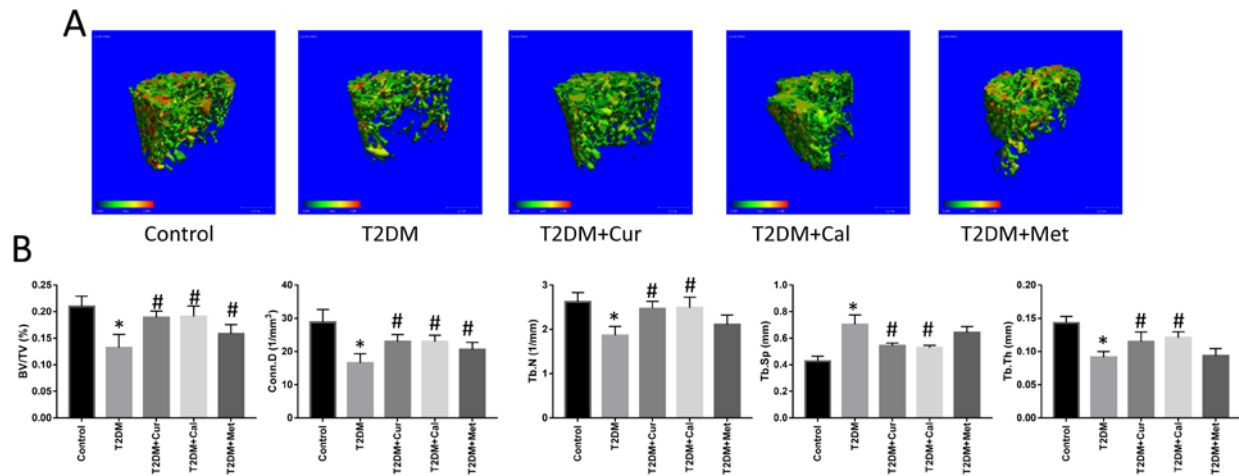 A
Control
T2DM
T2DM+Cur
T2DM+Cal
T2DM+Met
B
BV/TV (%)
0.25
0.20
0.15
0.10
0.05
0.00
*
#
#
#
Control
T2DM
T2DM+Cur
T2DM+Cal
T2DM+Met
Conn.D (1/mm³)
40
30
20
10
0
*
#
#
#
Control
T2DM
T2DM+Cur
T2DM+Cal
T2DM+Met
Tb.N (1/mm)
3
2
1
0
*
#
#
Control
T2DM
T2DM+Cur
T2DM+Cal
T2DM+Met
Tb.Sp (mm)
1.0
0.8
0.6
0.4
0.2
0.0
*
#
#
Control
T2DM
T2DM+Cur
T2DM+Cal
T2DM+Met
Tb.Th (mm)
0.20
0.15
0.10
0.05
0.00
*
#
#
Control
T2DM
T2DM+Cur
T2DM+Cal
T2DM+Met